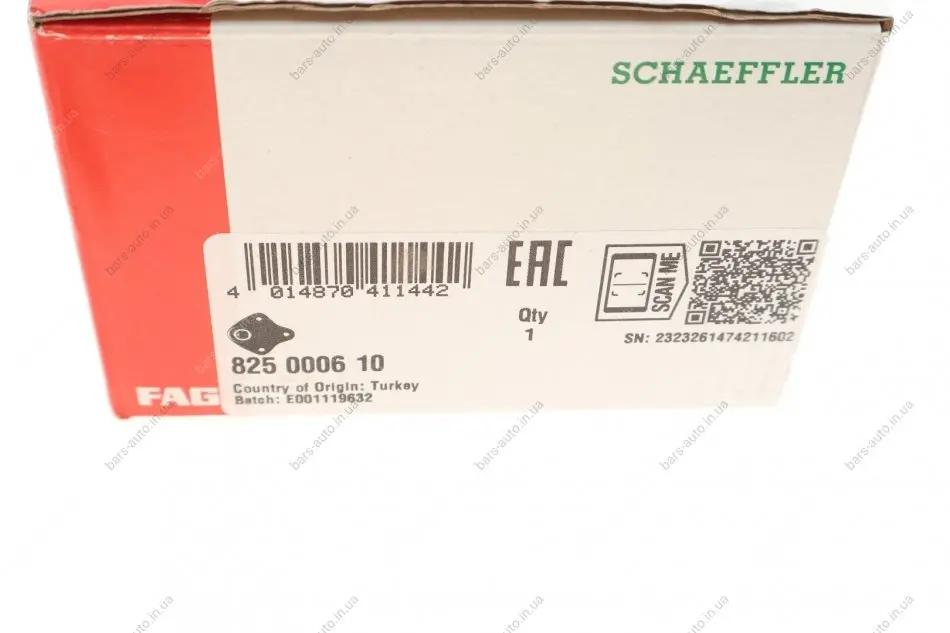 SCHAEFFLER
4 014870 411442
EAC
Qty
1
SCAN ME
SN: 2323261474211602
825 0006 10
Country of Origin: Turkey
Batch: E001119632
FAG
bars-auto.in.ua